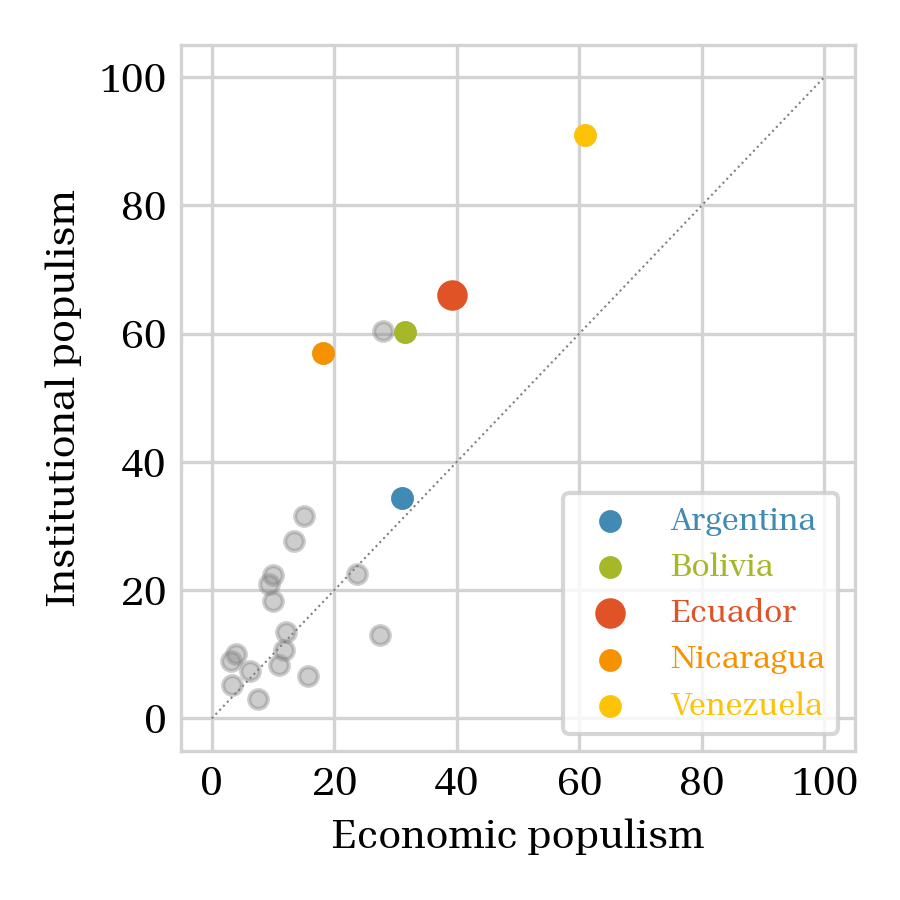 100
80
60
40
20
0
Institutional populism
Argentina
Bolivia
Ecuador
Nicaragua
Venezuela
0 20 40 60 80 100
Economic populism